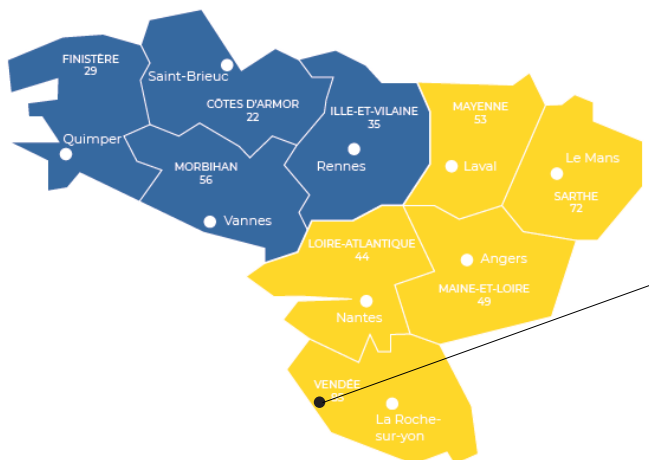 FINISTÈRE
29
Saint-Brieuc
CÔTES D'ARMOR
22
ILLE-ET-VILAINE
35
MAYENNE
53
Quimper
MORBIHAN
56
Rennes
Laval
Le Mans
SARTHE
72
Vannes
LOIRE-ATLANTIQUE
44
Angers
MAINE-ET-LOIRE
49
Nantes
VENDÉE
La Roche-
sur-yon